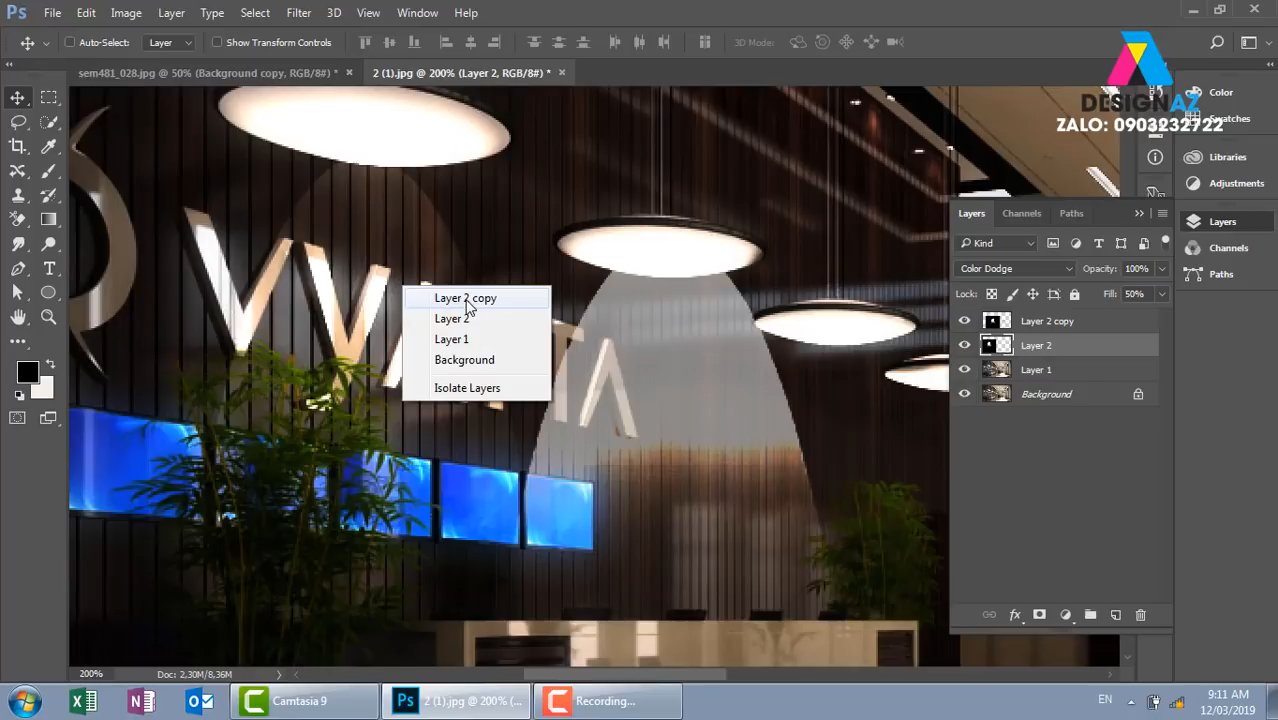 Ps File Edit Image Layer Type Select Filter 3D View Window Help
Auto-Select: Layer Show Transform Controls 3D Mode:
sem481_028.jpg @ 50% (Background copy, RGB/8#) * × 2 (1).jpg @ 200% (Layer 2, RGB/8#) * ×
DESIGNAZ
ZALO: 0903232722
Color
Swatches
Libraries
Adjustments
Layers
Channels
Paths
Layers Channels Paths
Kind
Color Dodge Opacity: 100%
Lock: Fill: 50%
Layer 2 copy
Layer 2
Layer 1
Background
Layer 2 copy
Layer 2
Layer 1
Background
Isolate Layers
fx
200% Doc: 2,30M/8,36M
Camtasia 9
Ps 2 (1).jpg @ 200% (...
Recording...
EN
9:11 AM
12/03/2019